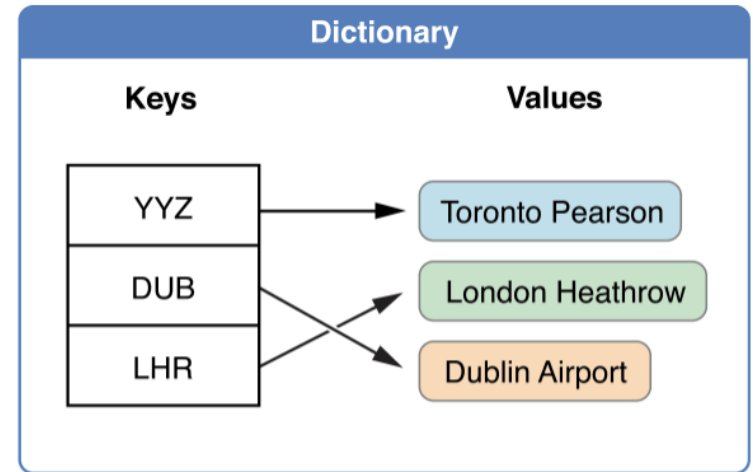 Dictionary
Keys
Values
YYZ
Toronto Pearson
DUB
London Heathrow
LHR
Dublin Airport